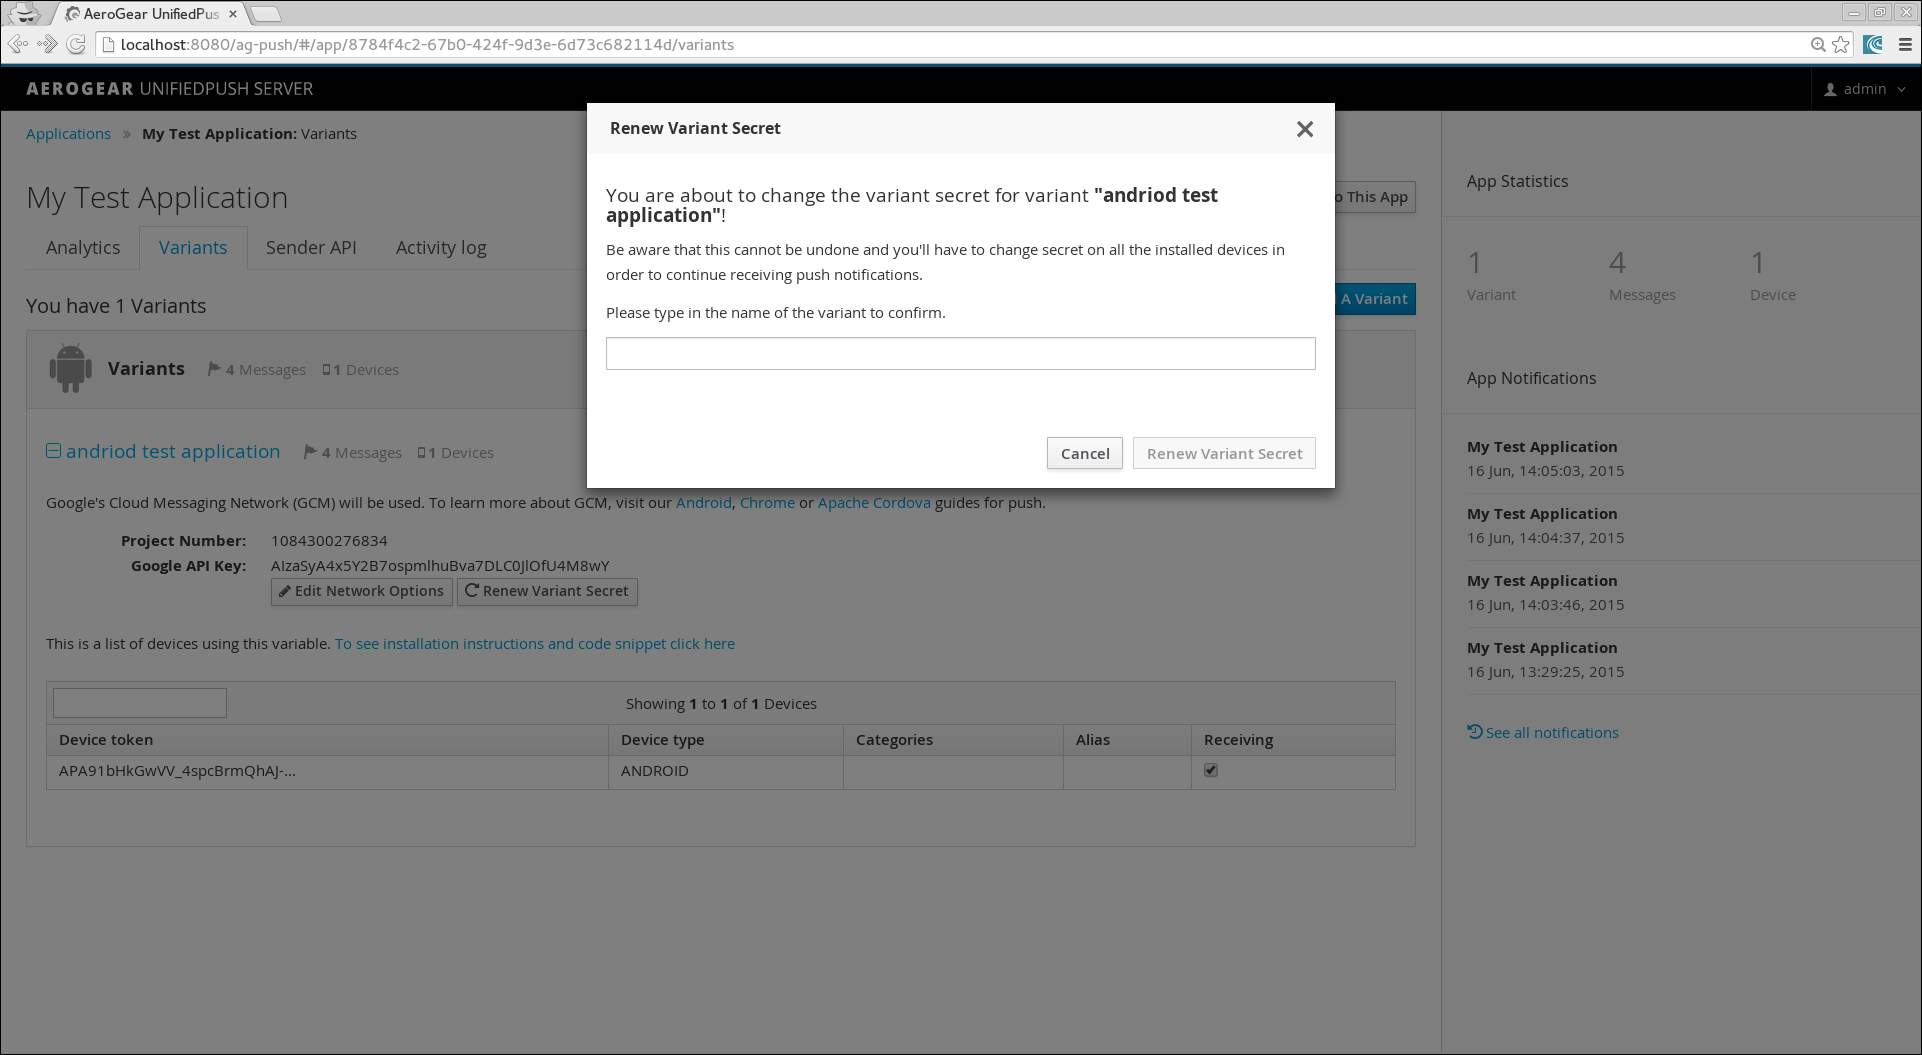 AeroGear UnifiedPus
localhost:8080/ag-push/#/app/8784f4c2-67b0-424f-9d3e-6d73c682114d/variants
AEROGEAR UNIFIEDPUSH SERVER
admin
Applications » My Test Application: Variants
My Test Application
o This App
Analytics
Variants
Sender API
Activity log
You have 1 Variants
A Variant
Variants
4 Messages
1 Devices
andriod test application
4 Messages
1 Devices
Google's Cloud Messaging Network (GCM) will be used. To learn more about GCM, visit our Android, Chrome or Apache Cordova guides for push.
Project Number: 1084300276834
Google API Key: AIzaSyA4x5Y2B7ospmlhuBva7DLC0JlOfU4M8wY
Edit Network Options
Renew Variant Secret
This is a list of devices using this variable. To see installation instructions and code snippet click here
Showing 1 to 1 of 1 Devices
Device token
Device type
Categories
Alias
Receiving
APA91bHkGwVV_4spcBrmQhAJ-...
ANDROID
Renew Variant Secret
You are about to change the variant secret for variant "andriod test
application"!
Be aware that this cannot be undone and you'll have to change secret on all the installed devices in
order to continue receiving push notifications.
Please type in the name of the variant to confirm.
Cancel
Renew Variant Secret
App Statistics
1
Variant
4
Messages
1
Device
App Notifications
My Test Application
16 Jun, 14:05:03, 2015
My Test Application
16 Jun, 14:04:37, 2015
My Test Application
16 Jun, 14:03:46, 2015
My Test Application
16 Jun, 13:29:25, 2015
See all notifications